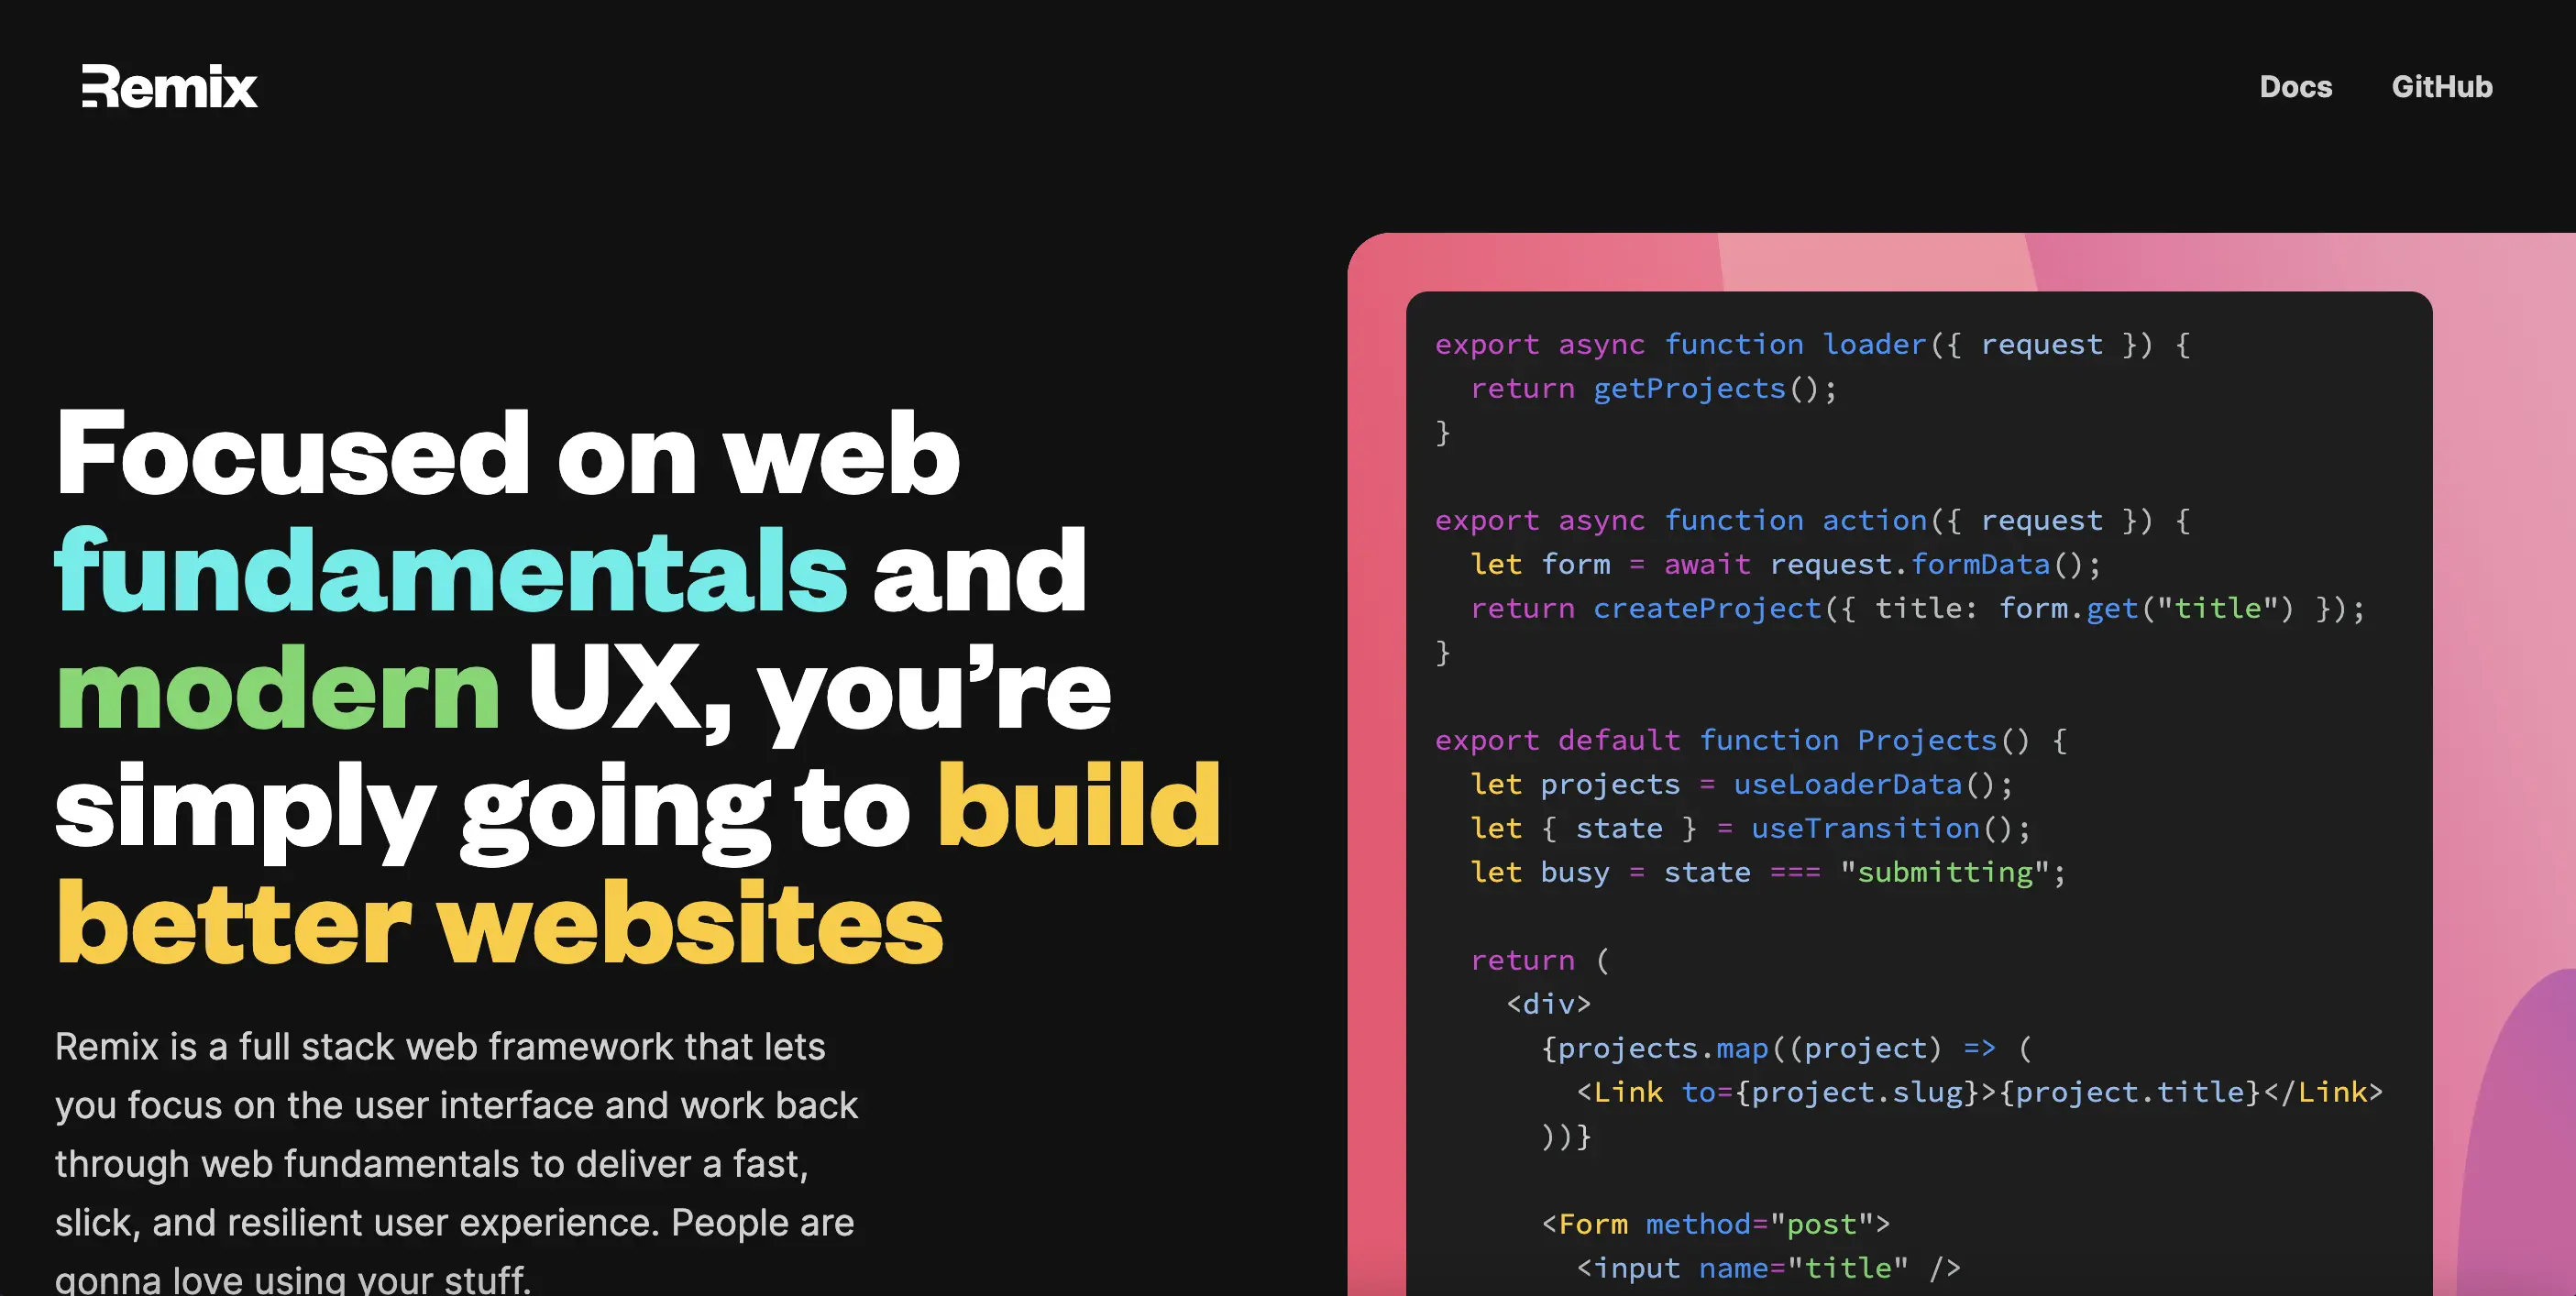 Remix
Docs
GitHub
Focused on web
fundamentals and
modern UX, you’re
simply going to build
better websites
Remix is a full stack web framework that lets
you focus on the user interface and work back
through web fundamentals to deliver a fast,
slick, and resilient user experience. People are
gonna love using your stuff.
export async function loader({ request }) {
  return getProjects();
}
export async function action({ request }) {
  let form = await request.formData();
  return createProject({ title: form.get("title") });
}
export default function Projects() {
  let projects = useLoaderData();
  let { state } = useTransition();
  let busy = state === "submitting";
  return (
    <div>
      {projects.map((project) => (
        <Link to={project.slug}>{project.title}</Link>
      ))}
      <Form method="post">
        <input name="title" />